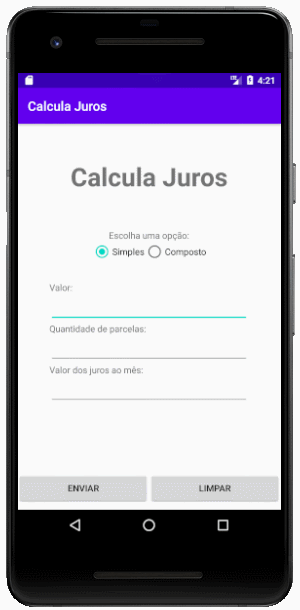 4:21
Calcula Juros
Calcula Juros
Escolha uma opção:
Simples Composto
Valor:
Quantidade de parcelas:
Valor dos juros ao mês:
ENVIAR LIMPAR